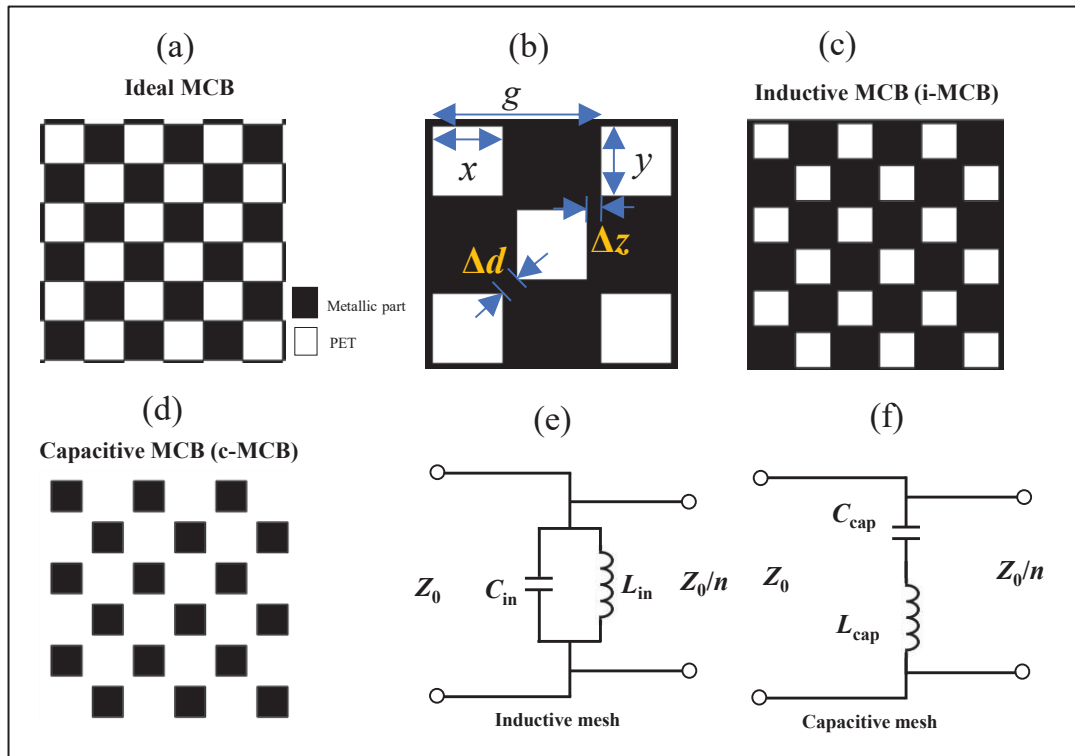 (a)
Ideal MCB
Metallic part
PET
(b)
g
x
y
Δz
Δd
(c)
Inductive MCB (i-MCB)
(d)
Capacitive MCB (c-MCB)
(e)
Z0
Cin
Lin
Z0/n
Inductive mesh
(f)
Ccap
Z0
Z0/n
Lcap
Capacitive mesh